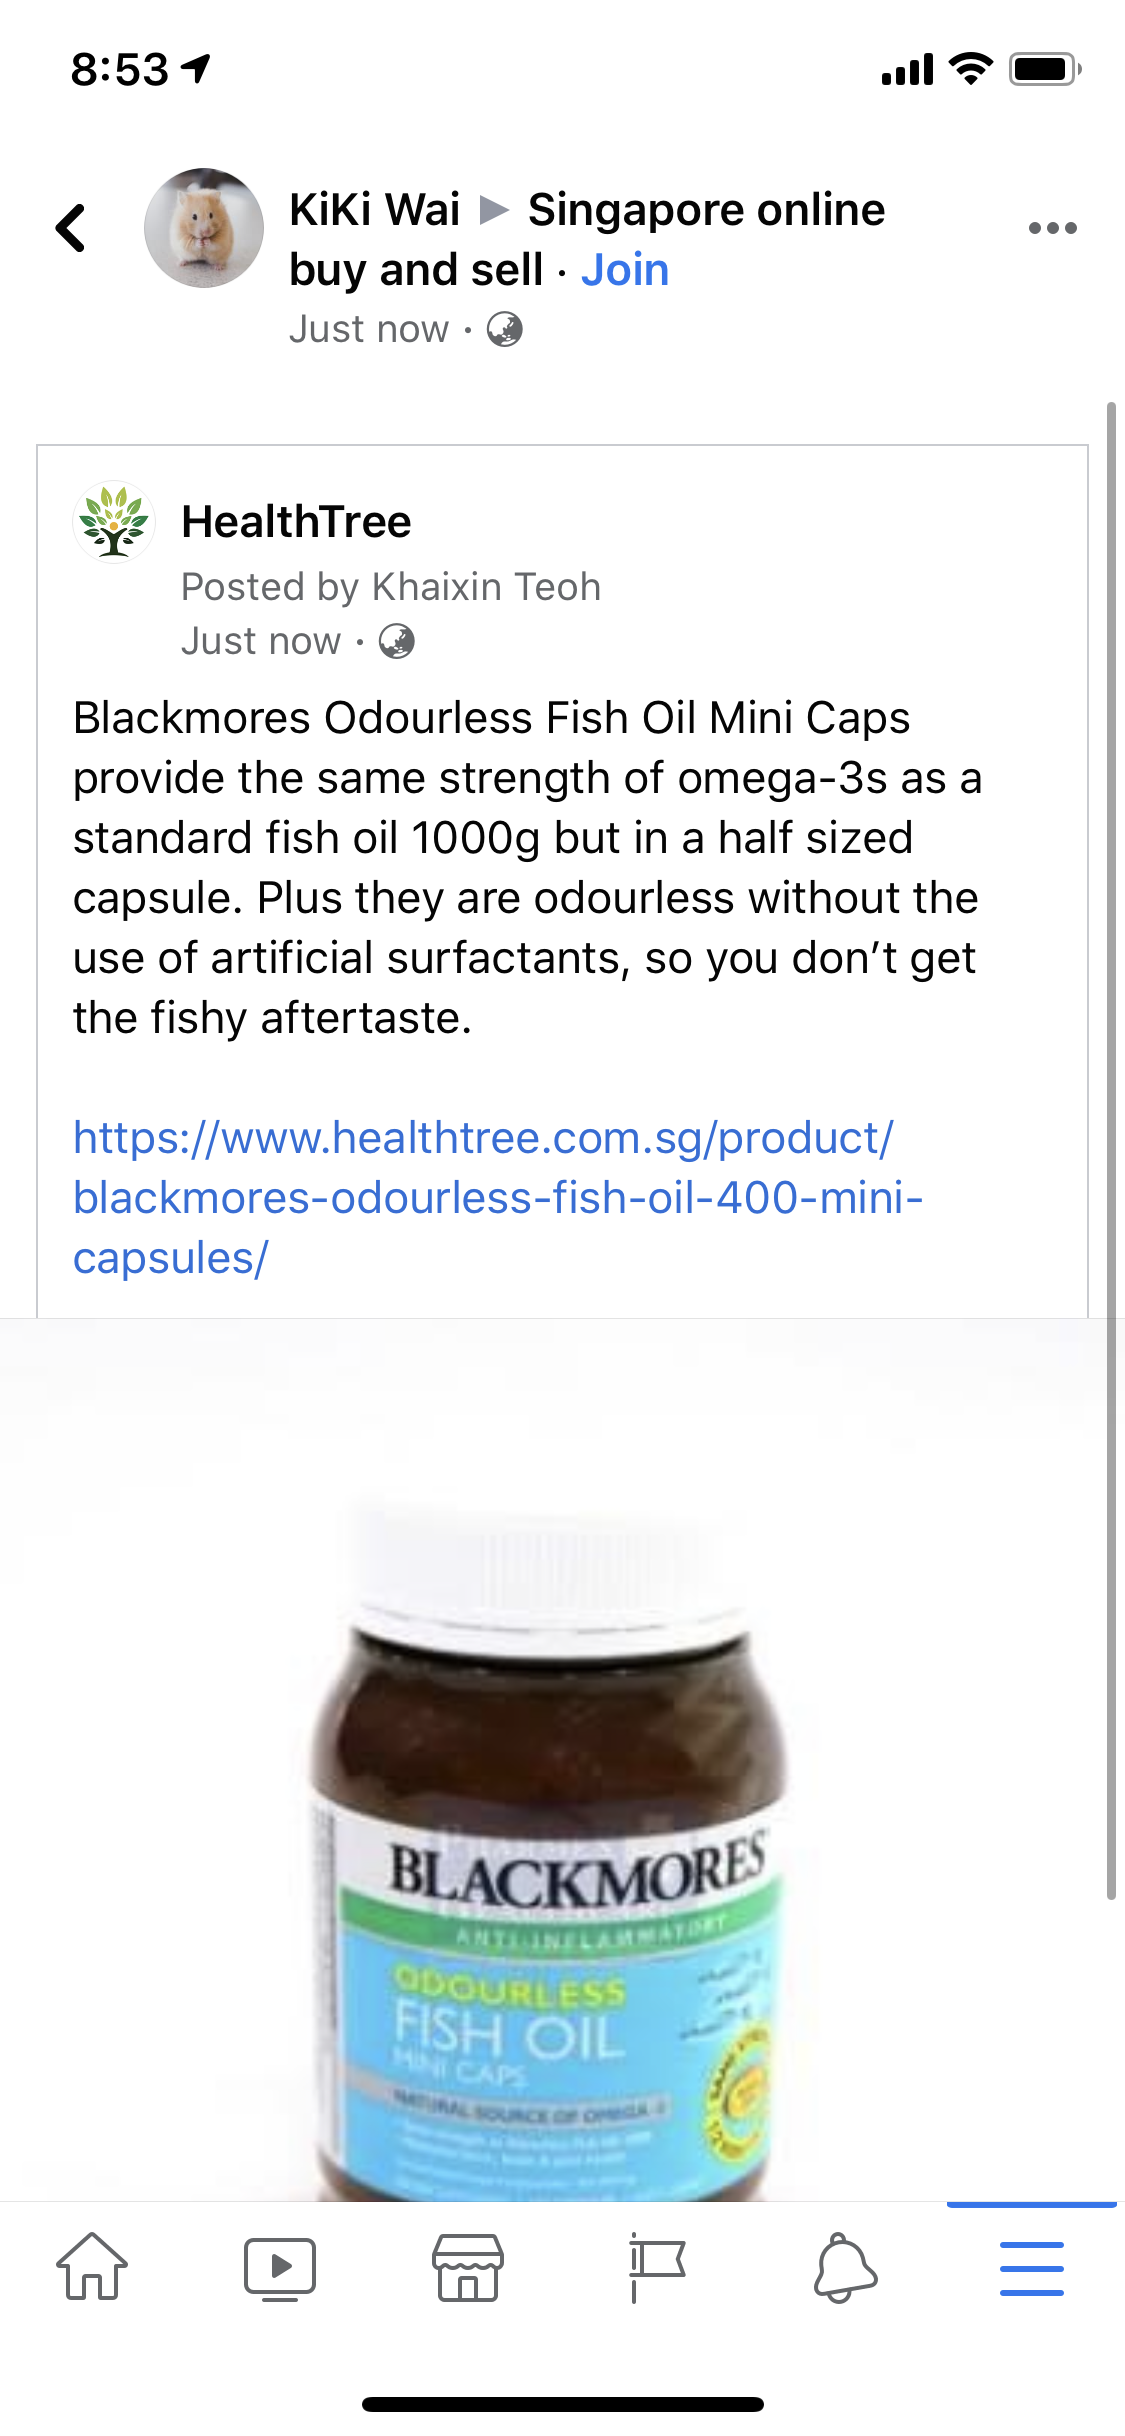 8:53
KiKi Wai ▶ Singapore online
buy and sell · Join
Just now ·
HealthTree
Posted by Khaixin Teoh
Just now ·
Blackmores Odourless Fish Oil Mini Caps
provide the same strength of omega-3s as a
standard fish oil 1000g but in a half sized
capsule. Plus they are odourless without the
use of artificial surfactants, so you don’t get
the fishy aftertaste.
https://www.healthtree.com.sg/product/
blackmores-odourless-fish-oil-400-mini-
capsules/
BLACKMORES
ANTI-INFLAMMATORY
ODOURLESS
FISH OIL
MINI CAPS
NATURAL SOURCE OF OMEGA-3